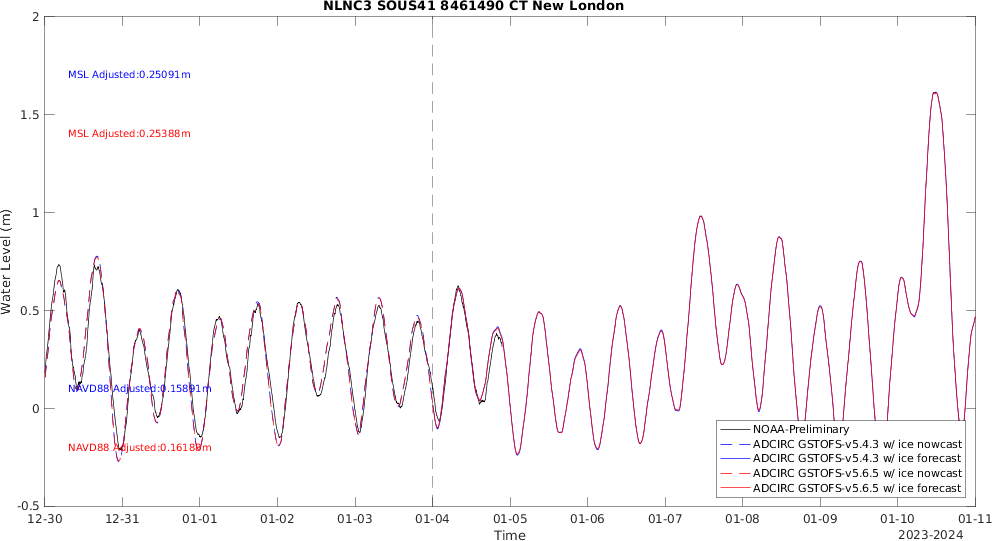 NLNC3 SOUS41 8461490 CT New London
2
MSL Adjusted:0.25091m
MSL Adjusted:0.25388m
1.5
1
Water Level (m)
0.5
NAVD88 Adjusted:0.15891m
0
NAVD88 Adjusted:0.16188m
-0.5
NOAA-Preliminary
ADCIRC GSTOFS-v5.4.3 w/ ice nowcast
ADCIRC GSTOFS-v5.4.3 w/ ice forecast
ADCIRC GSTOFS-v5.6.5 w/ ice nowcast
ADCIRC GSTOFS-v5.6.5 w/ ice forecast
12-30 12-31 01-01 01-02 01-03 01-04 01-05 01-06 01-07 01-08 01-09 01-10 01-11
Time
2023-2024